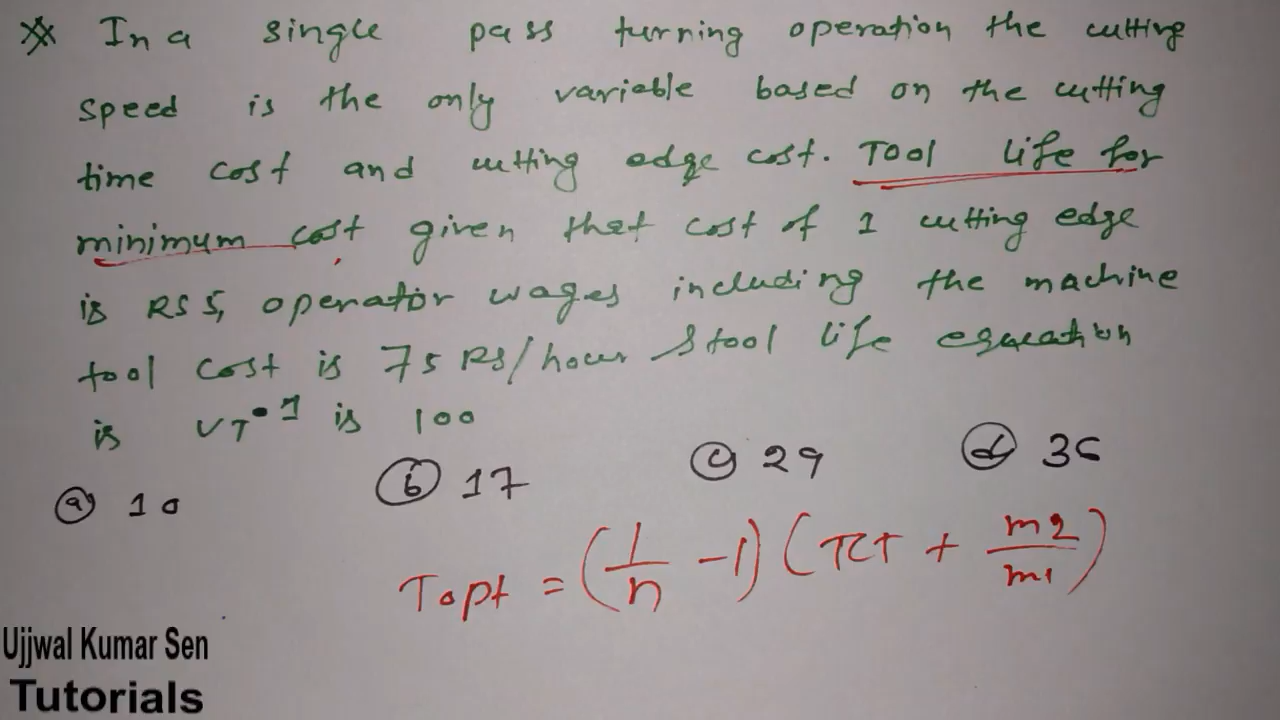 ※ In a single pass turning operation the cutting
speed is the only variable based on the cutting
time cost and cutting edge cost. Tool life for
minimum cost given that cost of 1 cutting edge
is RS 5, operator wages including the machine
tool cost is 75 RS/hour & tool life equation
is VT^•1 is 100
(a) 10 (b) 17 (c) 29 (d) 36
Topt = (1/n - 1) (TCT + m2/m1)
Ujjwal Kumar Sen
Tutorials